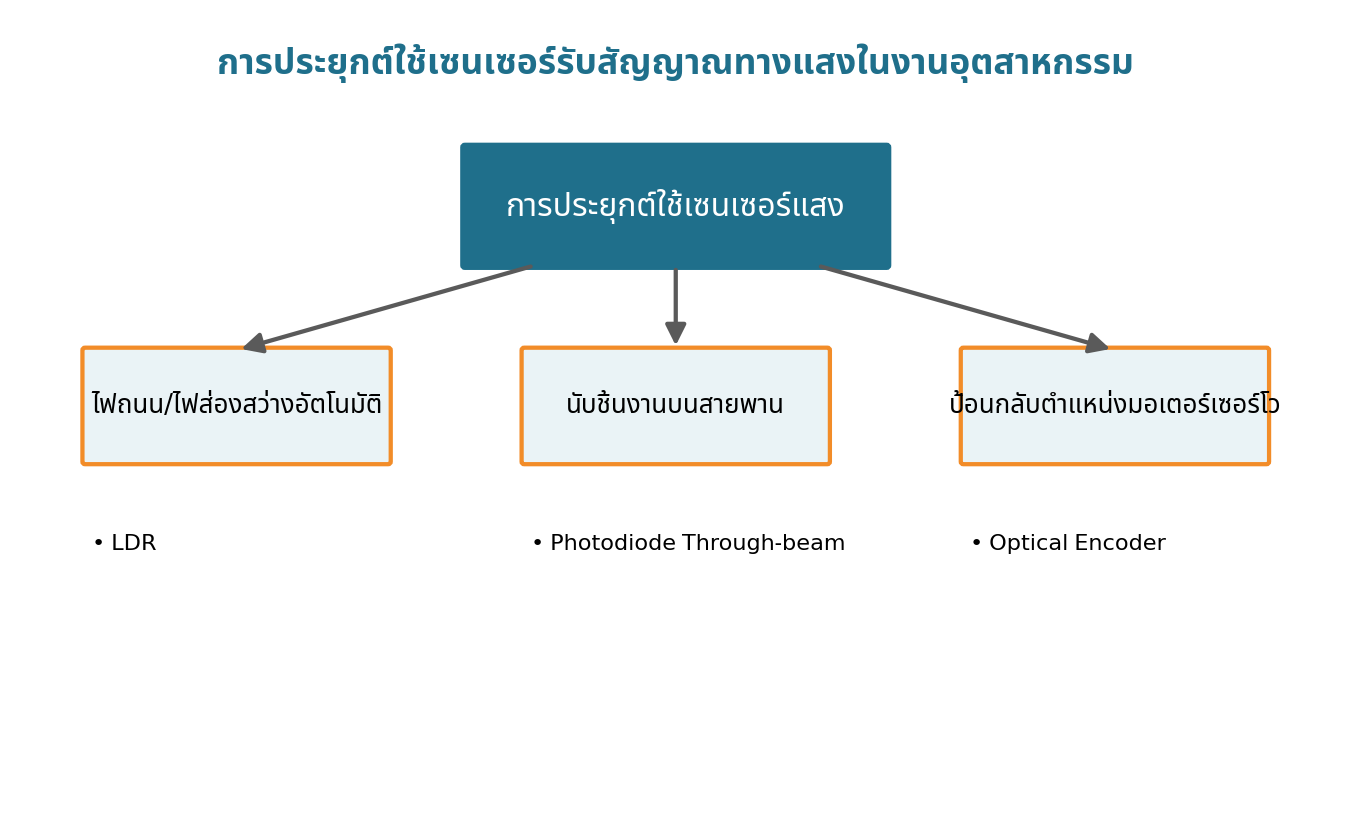 การประยุกต์ใช้เซนเซอร์รับสัญญาณทางแสงในงานอุตสาหกรรม
การประยุกต์ใช้เซนเซอร์แสง
ไฟถนน/ไฟส่องสว่างอัตโนมัติ
นับชิ้นงานบนสายพาน
ป้อนกลับตำแหน่งมอเตอร์เซอร์โว
• LDR
• Photodiode Through-beam
• Optical Encoder